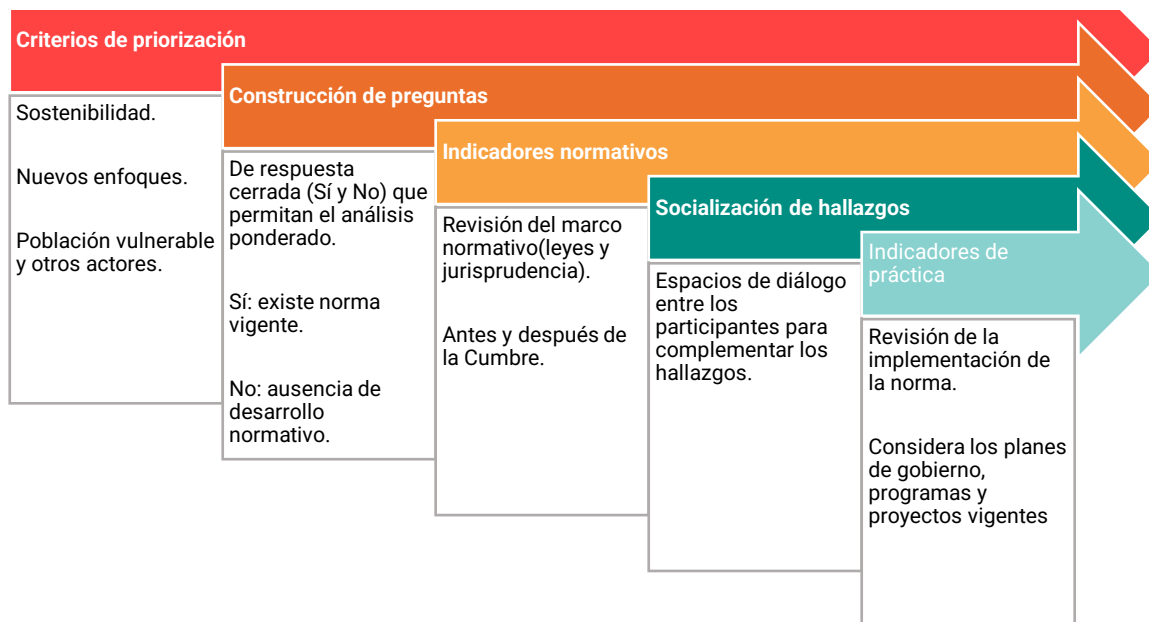 Criterios de priorización
Sostenibilidad.
Nuevos enfoques.
Población vulnerable
y otros actores.
Construcción de preguntas
De respuesta
cerrada (Sí y No) que
permitan el análisis
ponderado.
Sí: existe norma
vigente.
No: ausencia de
desarrollo
normativo.
Indicadores normativos
Revisión del marco
normativo(leyes y
jurisprudencia).
Antes y después de
la Cumbre.
Socialización de hallazgos
Espacios de diálogo
entre los
participantes para
complementar los
hallazgos.
Indicadores de
práctica
Revisión de la
implementación de
la norma.
Considera los planes
de gobierno,
programas y
proyectos vigentes